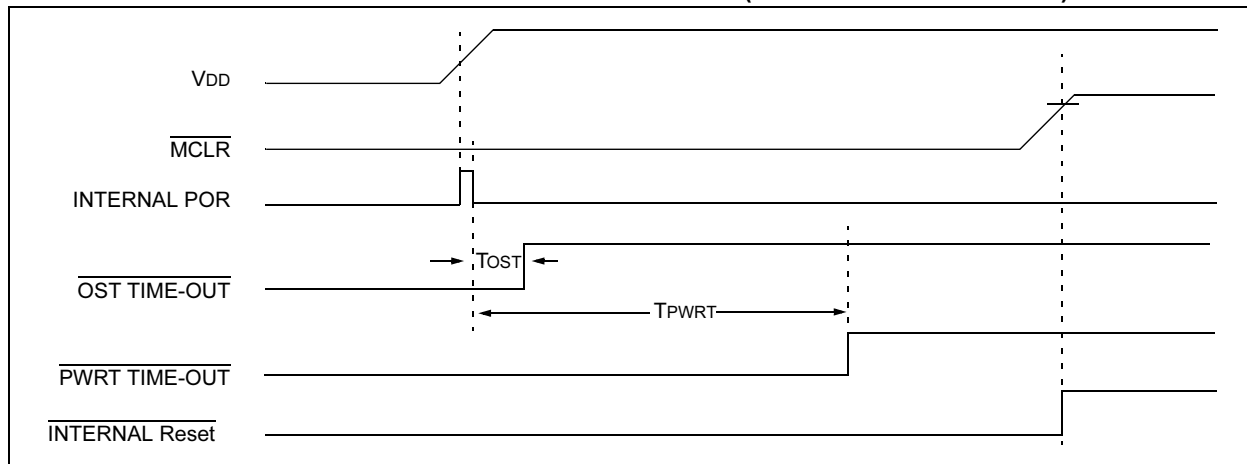 VDD
MCLR
INTERNAL POR
TOST
OST TIME-OUT
TPWRT
PWRT TIME-OUT
INTERNAL Reset